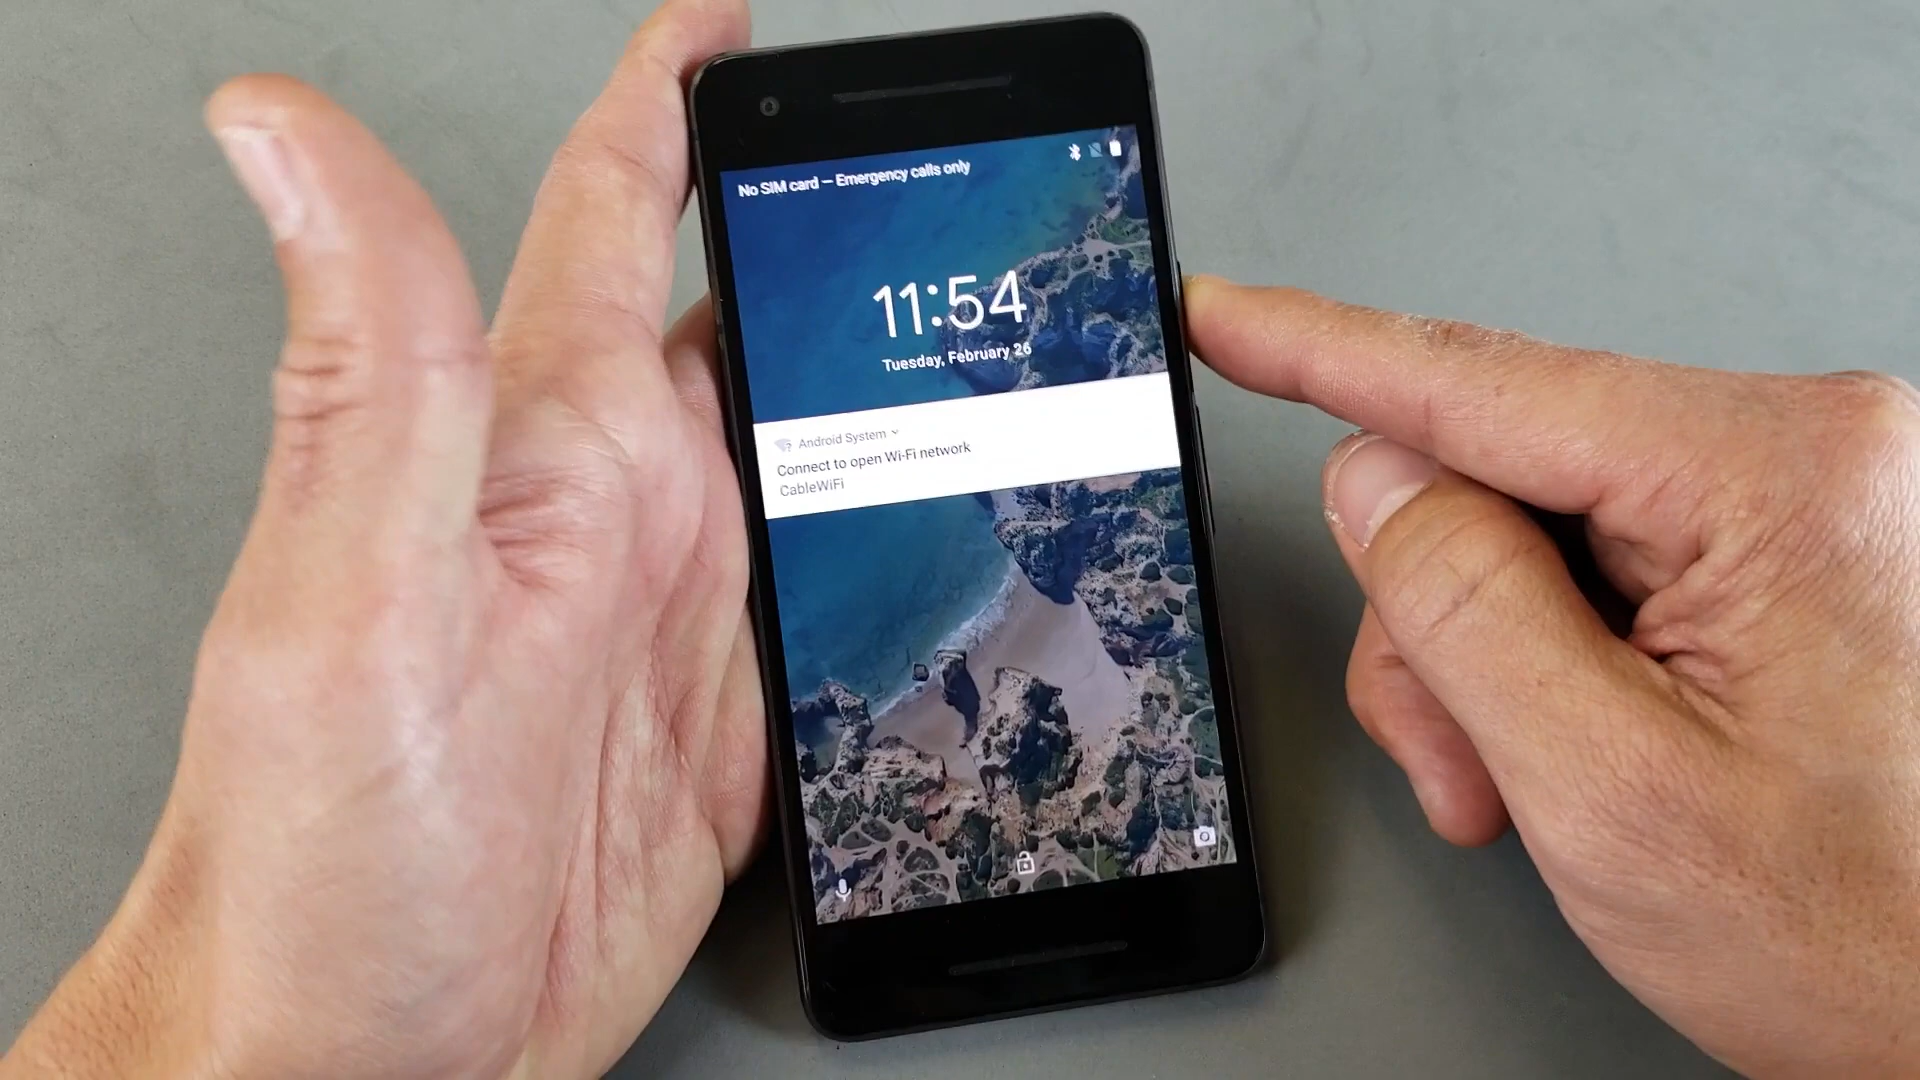 No SIM card — Emergency calls only
11:54
Tuesday, February 26
Android System
Connect to open Wi-Fi network
CableWiFi